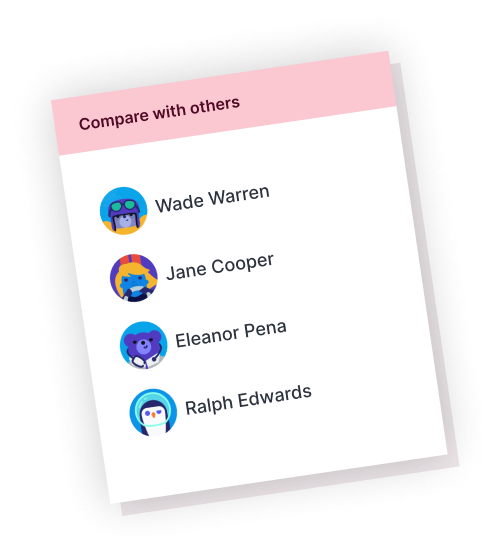 Compare with others
Wade Warren
Jane Cooper
Eleanor Pena
Ralph Edwards